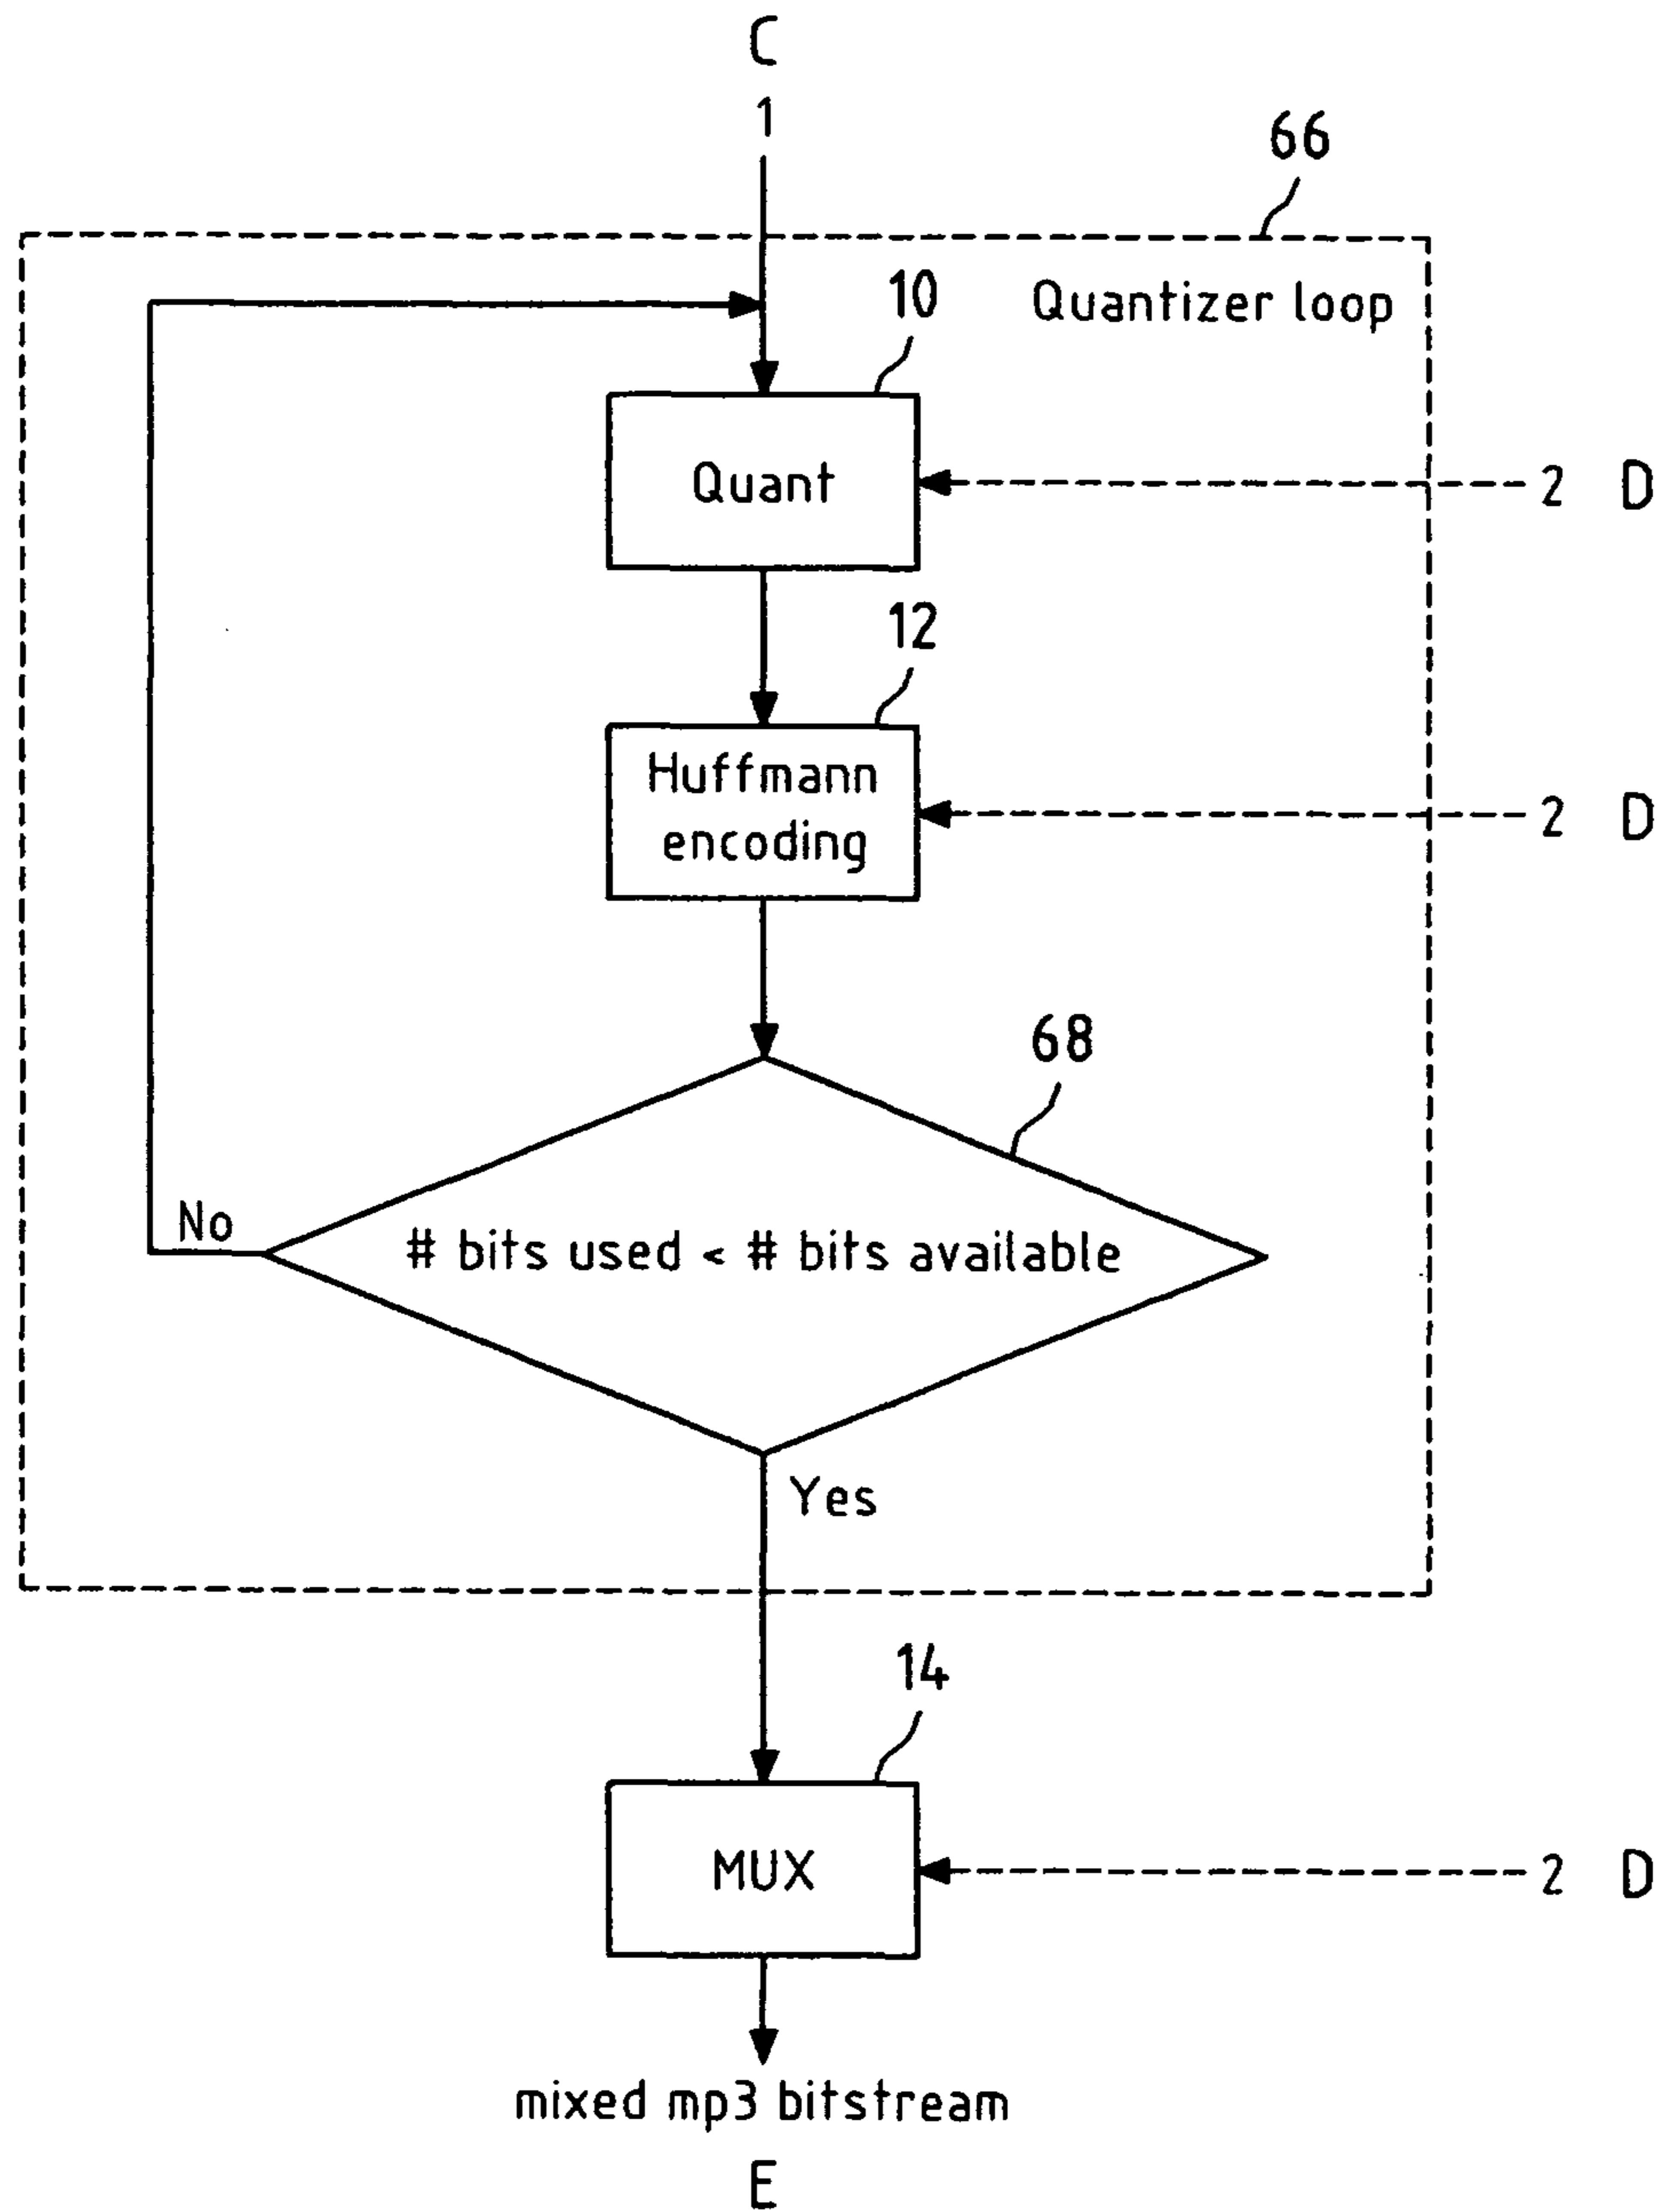 C
1
66
Quantizer loop
10
Quant
2 D
12
Huffmann
encoding
2 D
68
No
# bits used < # bits available
Yes
14
MUX
2 D
mixed mp3 bitstream
E